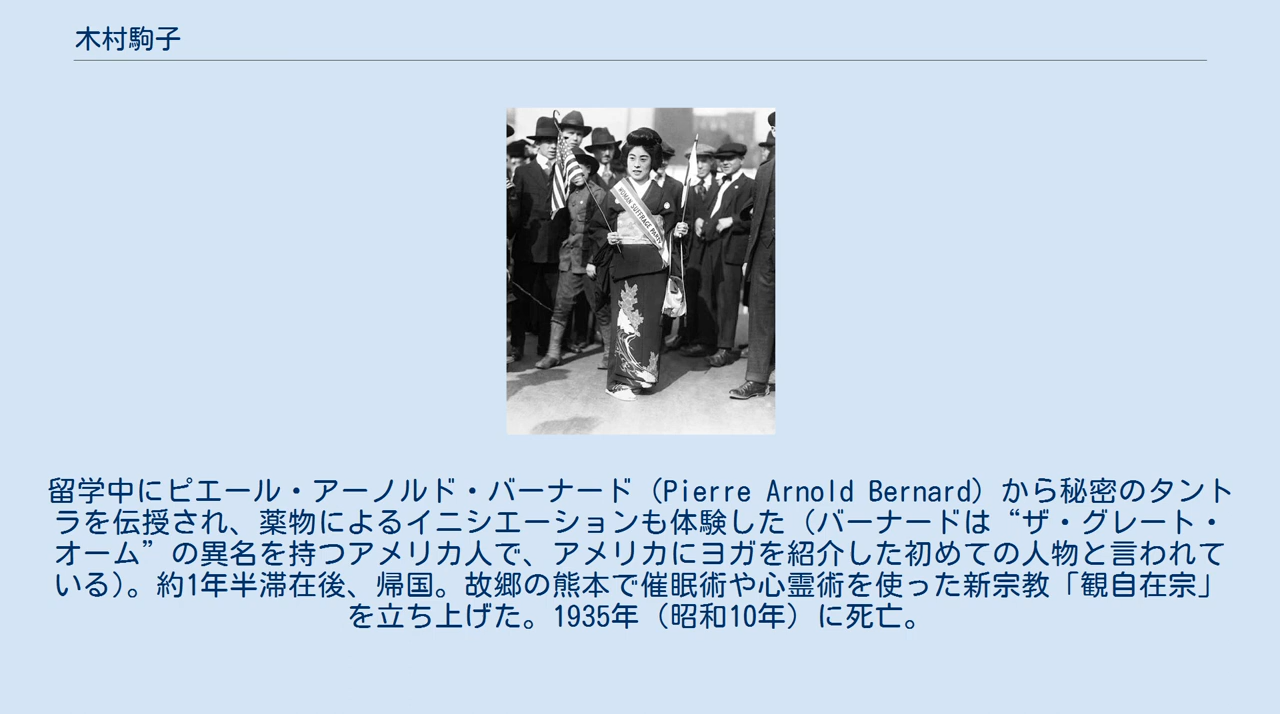 木村駒子
WOMAN SUFFRAGE PARTY
留学中にピエール・アーノルド・バーナード（Pierre Arnold Bernard）から秘密のタント
ラを伝授され、薬物によるイニシエーションも体験した（バーナードは“ザ・グレート・
オーム”の異名を持つアメリカ人で、アメリカにヨガを紹介した初めての人物と言われて
いる）。約1年半滞在後、帰国。故郷の熊本で催眠術や心霊術を使った新宗教「観自在宗」
を立ち上げた。1935年（昭和10年）に死亡。